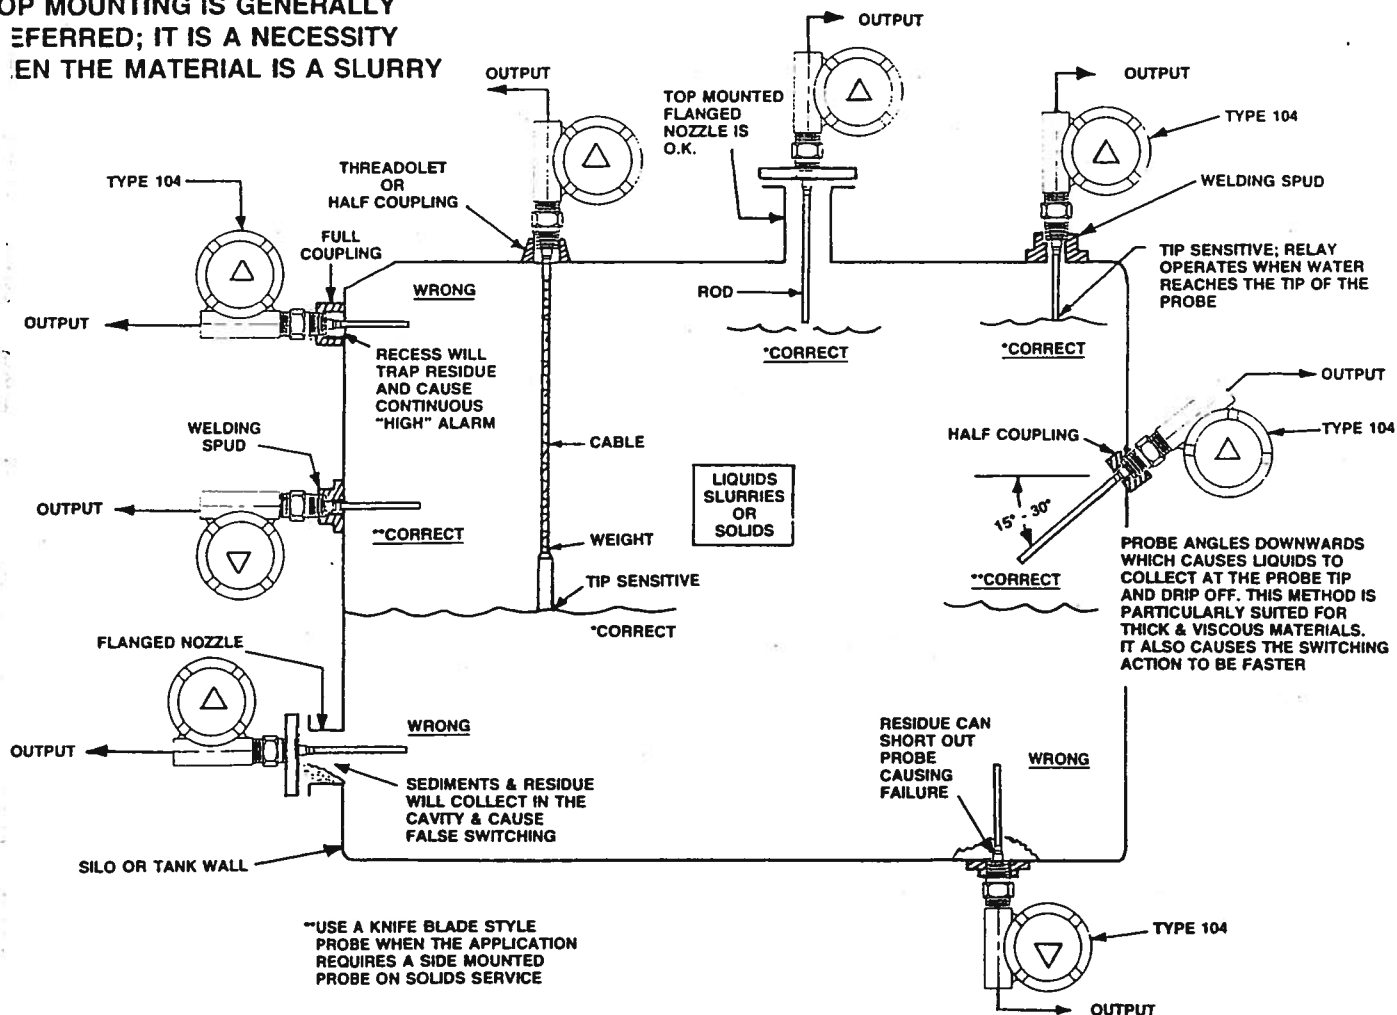 OP MOUNTING IS GENERALLY
EFERRED; IT IS A NECESSITY
EN THE MATERIAL IS A SLURRY
OUTPUT
OUTPUT
OUTPUT
TOP MOUNTED
FLANGED
NOZZLE IS
O.K.
TYPE 104
THREADOLET
OR
HALF COUPLING
TYPE 104
WELDING SPUD
FULL
COUPLING
TIP SENSITIVE; RELAY
OPERATES WHEN WATER
REACHES THE TIP OF THE
PROBE
WRONG
ROD
OUTPUT
*CORRECT
*CORRECT
RECESS WILL
TRAP RESIDUE
AND CAUSE
CONTINUOUS
"HIGH" ALARM
OUTPUT
WELDING
SPUD
CABLE
HALF COUPLING
TYPE 104
LIQUIDS
SLURRIES
OR
SOLIDS
OUTPUT
**CORRECT
15° - 30°
WEIGHT
TIP SENSITIVE
*CORRECT
**CORRECT
PROBE ANGLES DOWNWARDS
WHICH CAUSES LIQUIDS TO
COLLECT AT THE PROBE TIP
AND DRIP OFF. THIS METHOD IS
PARTICULARLY SUITED FOR
THICK & VISCOUS MATERIALS.
IT ALSO CAUSES THE SWITCHING
ACTION TO BE FASTER
FLANGED NOZZLE
WRONG
OUTPUT
SEDIMENTS & RESIDUE
WILL COLLECT IN THE
CAVITY & CAUSE
FALSE SWITCHING
RESIDUE CAN
SHORT OUT
PROBE
CAUSING
FAILURE
WRONG
SILO OR TANK WALL
TYPE 104
**USE A KNIFE BLADE STYLE
PROBE WHEN THE APPLICATION
REQUIRES A SIDE MOUNTED
PROBE ON SOLIDS SERVICE
OUTPUT